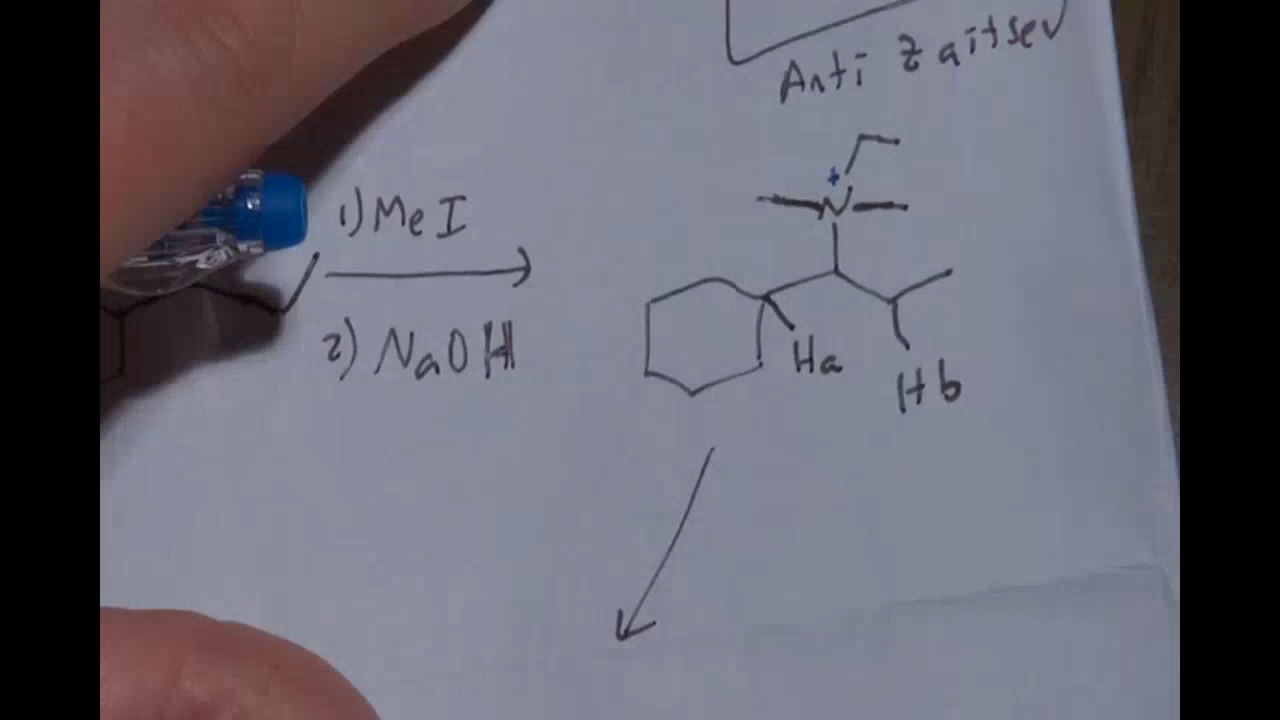 Anti Zaitsev
1) MeI
+
N
2) NaOH
Ha
Hb